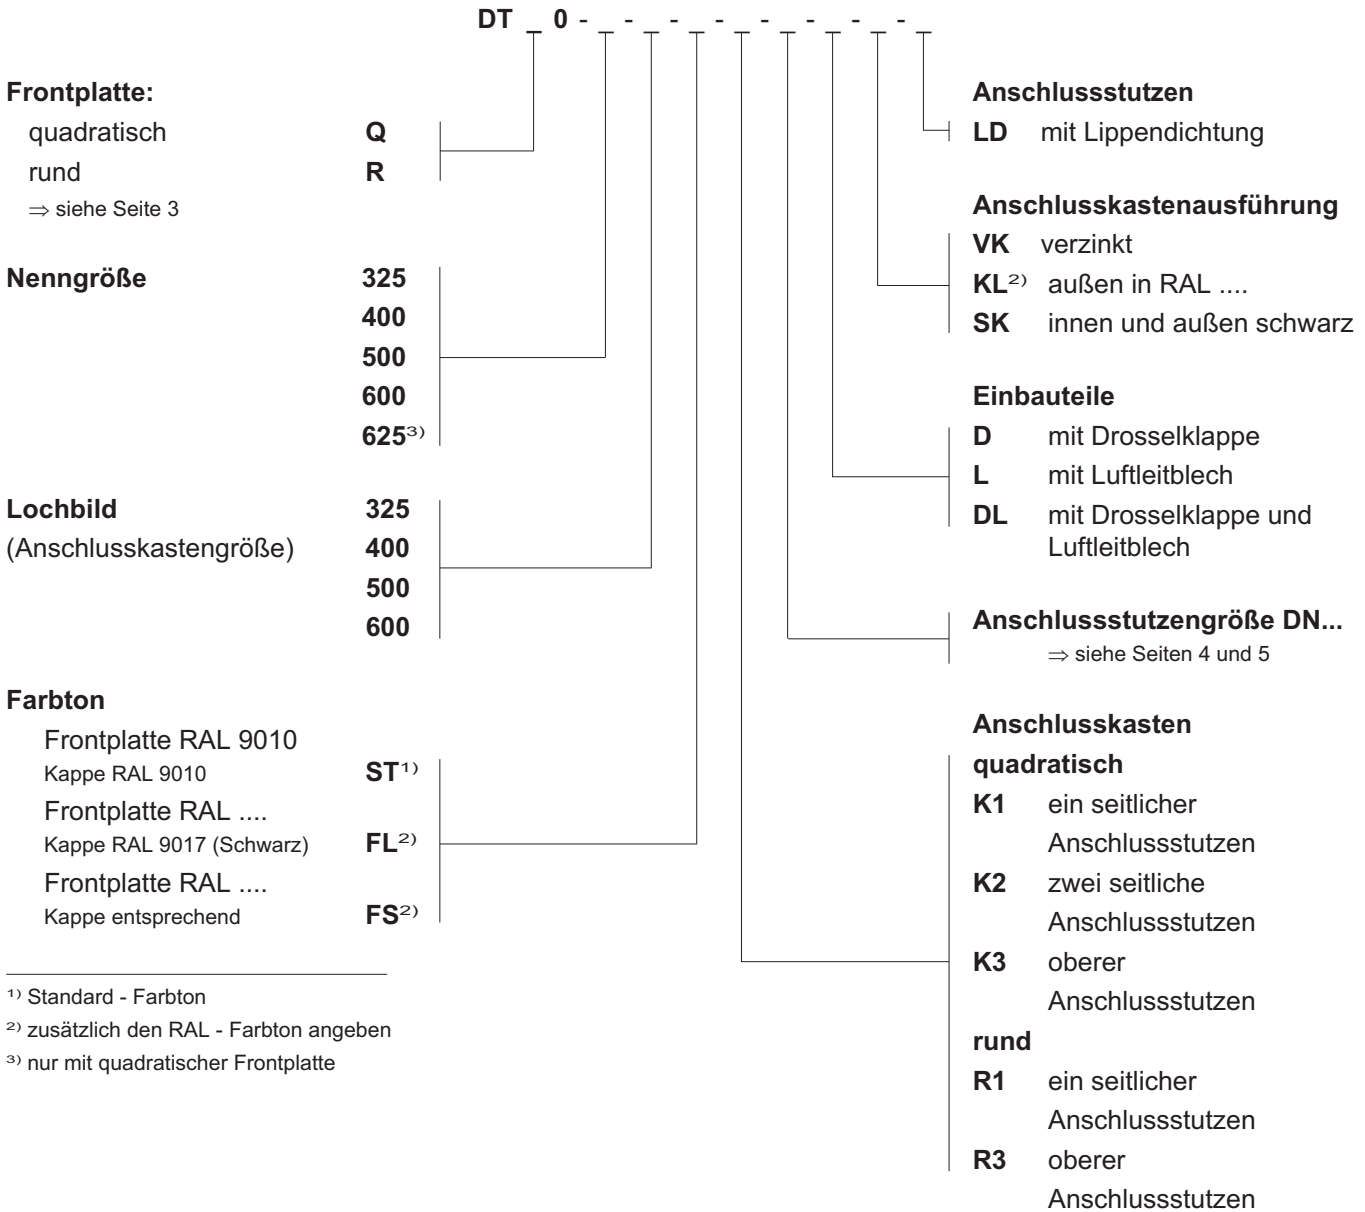 DT _ 0 - _ - _ - _ - _ - _ - _ - _ - _
Frontplatte:
quadratisch Q
rund R
⇒ siehe Seite 3
Nenngröße 325
400
500
600
625³⁾
Lochbild 325
(Anschlusskastengröße) 400
500
600
Farbton
Frontplatte RAL 9010
Kappe RAL 9010 ST¹⁾
Frontplatte RAL ....
Kappe RAL 9017 (Schwarz) FL²⁾
Frontplatte RAL ....
Kappe entsprechend FS²⁾
¹⁾ Standard - Farbton
²⁾ zusätzlich den RAL - Farbton angeben
³⁾ nur mit quadratischer Frontplatte
Anschlussstutzen
LD mit Lippendichtung
Anschlusskastenausführung
VK verzinkt
KL²⁾ außen in RAL ....
SK innen und außen schwarz
Einbauteile
D mit Drosselklappe
L mit Luftleitblech
DL mit Drosselklappe und
Luftleitblech
Anschlussstutzengröße DN...
⇒ siehe Seiten 4 und 5
Anschlusskasten
quadratisch
K1 ein seitlicher
Anschlussstutzen
K2 zwei seitliche
Anschlussstutzen
K3 oberer
Anschlussstutzen
rund
R1 ein seitlicher
Anschlussstutzen
R3 oberer
Anschlussstutzen